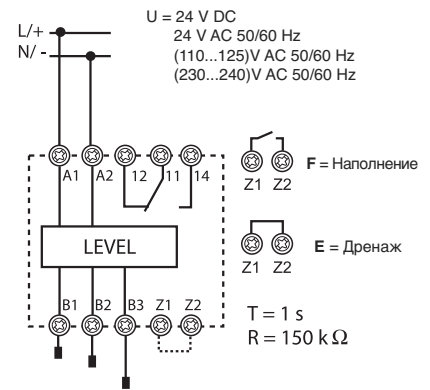 U = 24 V DC
24 V AC 50/60 Hz
(110...125)V AC 50/60 Hz
(230...240)V AC 50/60 Hz
L/+
N/ -
A1 A2 12 11 14
Z1 Z2
F = Наполнение
LEVEL
Z1 Z2
E = Дренаж
B1 B2 B3 Z1 Z2
T = 1 s
R = 150 k Ω